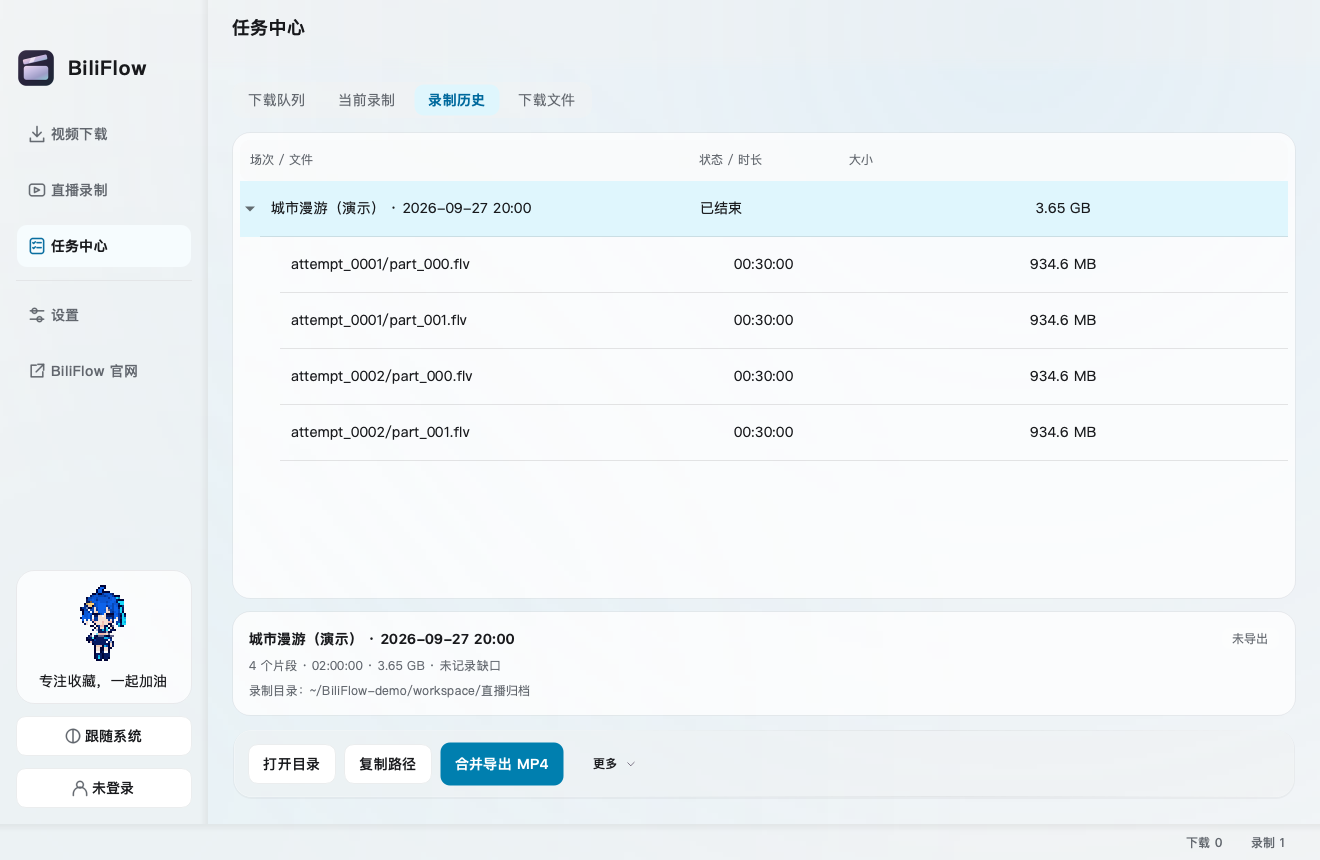 任务中心
BiliFlow
视频下载
直播录制
任务中心
设置
BiliFlow 官网
专注收藏，一起加油
跟随系统
未登录
下载队列 当前录制 录制历史 下载文件
场次 / 文件 状态 / 时长 大小
城市漫游（演示） · 2026-09-27 20:00 已结束 3.65 GB
attempt_0001/part_000.flv 00:30:00 934.6 MB
attempt_0001/part_001.flv 00:30:00 934.6 MB
attempt_0002/part_000.flv 00:30:00 934.6 MB
attempt_0002/part_001.flv 00:30:00 934.6 MB
城市漫游（演示） · 2026-09-27 20:00 未导出
4 个片段 · 02:00:00 · 3.65 GB · 未记录缺口
录制目录：~/BiliFlow-demo/workspace/直播归档
打开目录 复制路径 合并导出 MP4 更多
下载 0 录制 1